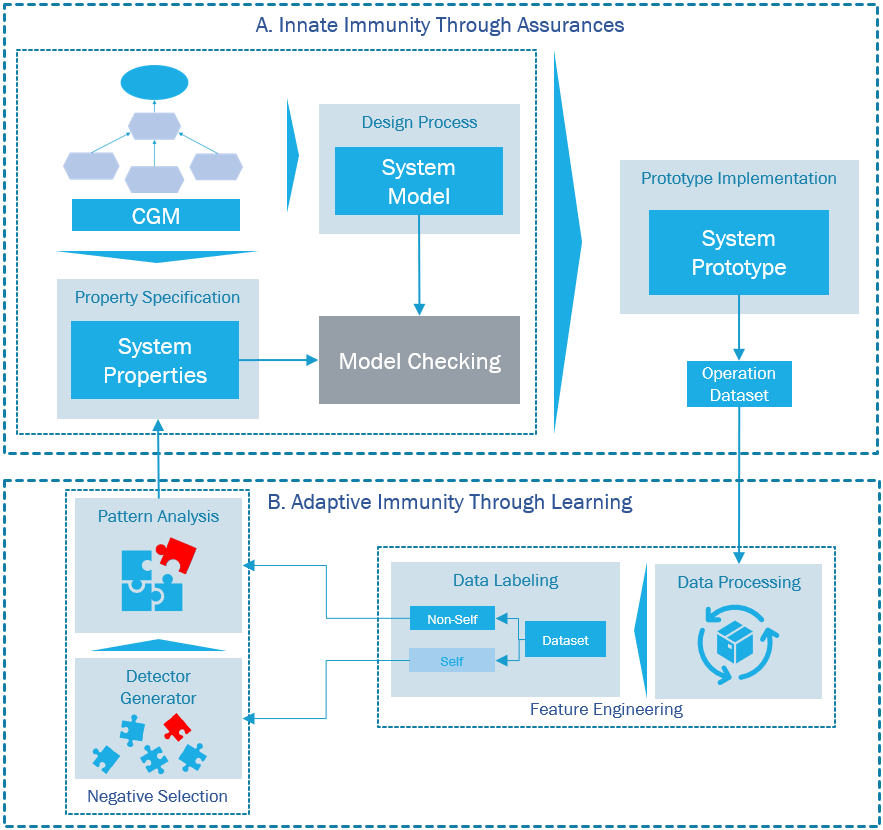 A. Innate Immunity Through Assurances
CGM
Design Process
System
Model
Property Specification
System
Properties
Model Checking
Prototype Implementation
System
Prototype
Operation
Dataset
B. Adaptive Immunity Through Learning
Pattern Analysis
Detector
Generator
Negative Selection
Data Labeling
Non-Self
Self
Dataset
Data Processing
Feature Engineering